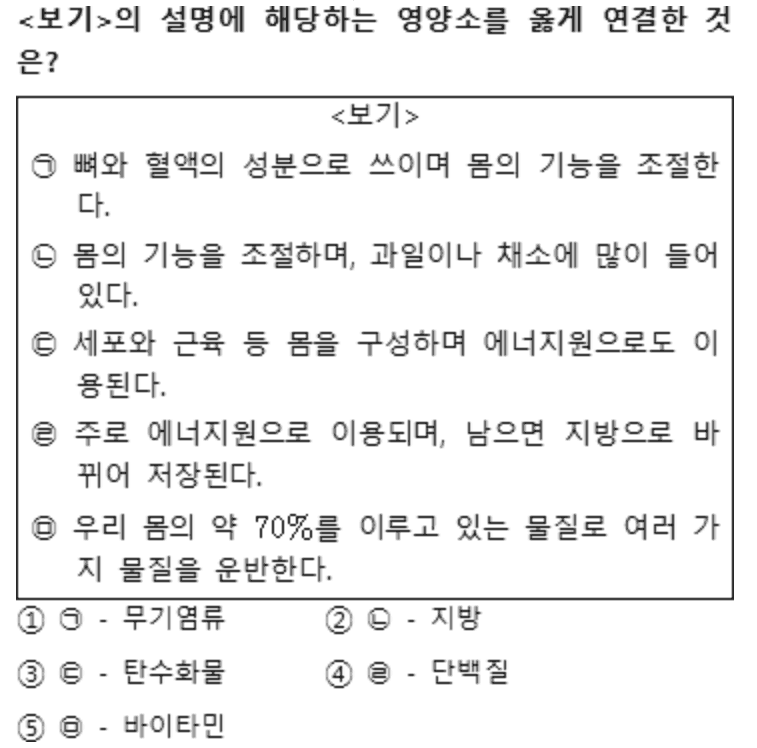 <보기>의 설명에 해당하는 영양소를 옳게 연결한 것
은?
<보기>
㉠ 뼈와 혈액의 성분으로 쓰이며 몸의 기능을 조절한
다.
㉡ 몸의 기능을 조절하며, 과일이나 채소에 많이 들어
있다.
㉢ 세포와 근육 등 몸을 구성하며 에너지원으로도 이
용된다.
㉣ 주로 에너지원으로 이용되며, 남으면 지방으로 바
뀌어 저장된다.
㉤ 우리 몸의 약 70%를 이루고 있는 물질로 여러 가
지 물질을 운반한다.
① ㉠ - 무기염류 ② ㉡ - 지방
③ ㉢ - 탄수화물 ④ ㉣ - 단백질
⑤ ㉤ - 바이타민